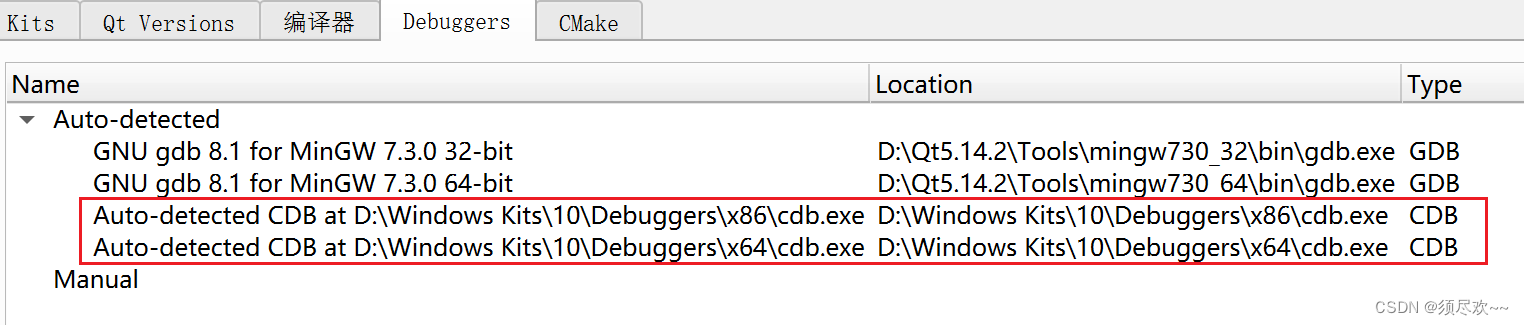 Kits Qt Versions 编译器 Debuggers CMake
Name Location Type
Auto-detected
GNU gdb 8.1 for MinGW 7.3.0 32-bit D:\Qt5.14.2\Tools\mingw730_32\bin\gdb.exe GDB
GNU gdb 8.1 for MinGW 7.3.0 64-bit D:\Qt5.14.2\Tools\mingw730_64\bin\gdb.exe GDB
Auto-detected CDB at D:\Windows Kits\10\Debuggers\x86\cdb.exe D:\Windows Kits\10\Debuggers\x86\cdb.exe CDB
Auto-detected CDB at D:\Windows Kits\10\Debuggers\x64\cdb.exe D:\Windows Kits\10\Debuggers\x64\cdb.exe CDB
Manual
CSDN @须尽欢~~